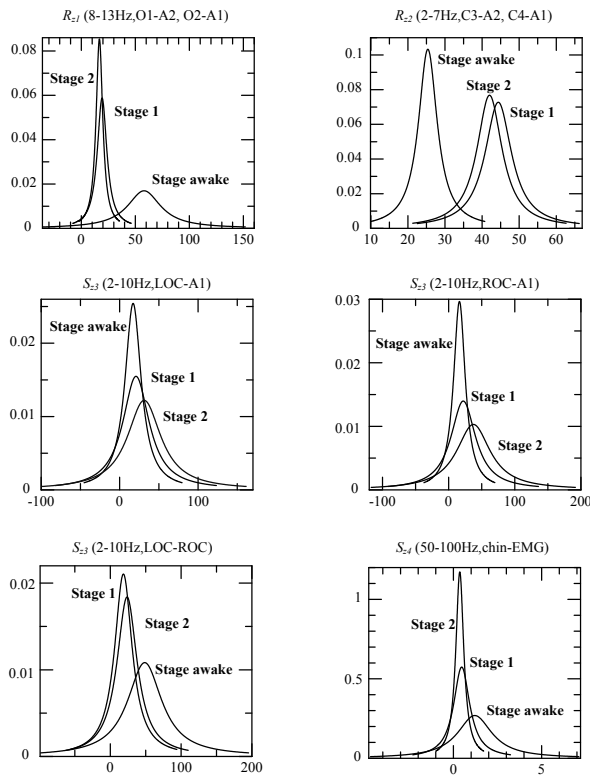 R_z1 (8-13Hz,O1-A2, O2-A1)
0.08
0.06
0.04
0.02
0
Stage 2
Stage 1
Stage awake
0 50 100 150
R_z2 (2-7Hz,C3-A2, C4-A1)
0.1
0.08
0.06
0.04
0.02
0
Stage awake
Stage 2
Stage 1
10 20 30 40 50 60
S_z3 (2-10Hz,LOC-A1)
0.02
0.01
0
Stage awake
Stage 1
Stage 2
-100 0 100
S_z3 (2-10Hz,ROC-A1)
0.03
0.02
0.01
0
Stage awake
Stage 1
Stage 2
-100 0 100 200
S_z3 (2-10Hz,LOC-ROC)
0.02
0.01
0
Stage 1
Stage 2
Stage awake
0 100 200
S_z4 (50-100Hz,chin-EMG)
1
0.5
0
Stage 2
Stage 1
Stage awake
0 5